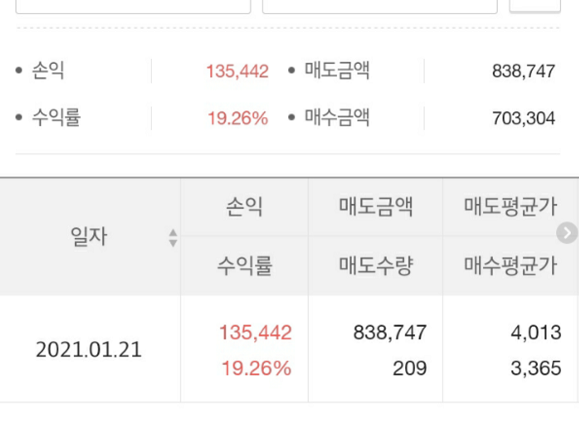 • 손익 135,442 • 매도금액 838,747
• 수익률 19.26% • 매수금액 703,304
일자 손익 매도금액 매도평균가
수익률 매도수량 매수평균가
2021.01.21 135,442 838,747 4,013
19.26% 209 3,365